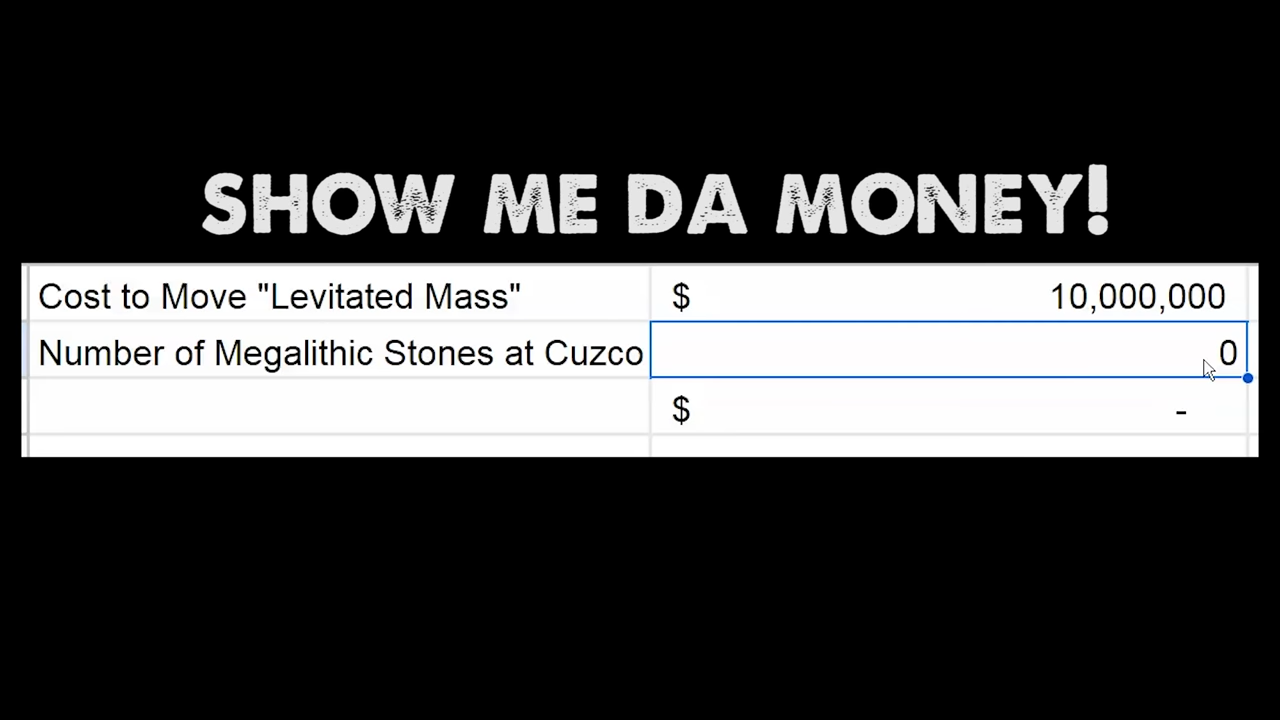 SHOW ME DA MONEY!
Cost to Move "Levitated Mass" $ 10,000,000
Number of Megalithic Stones at Cuzco 0
$ -